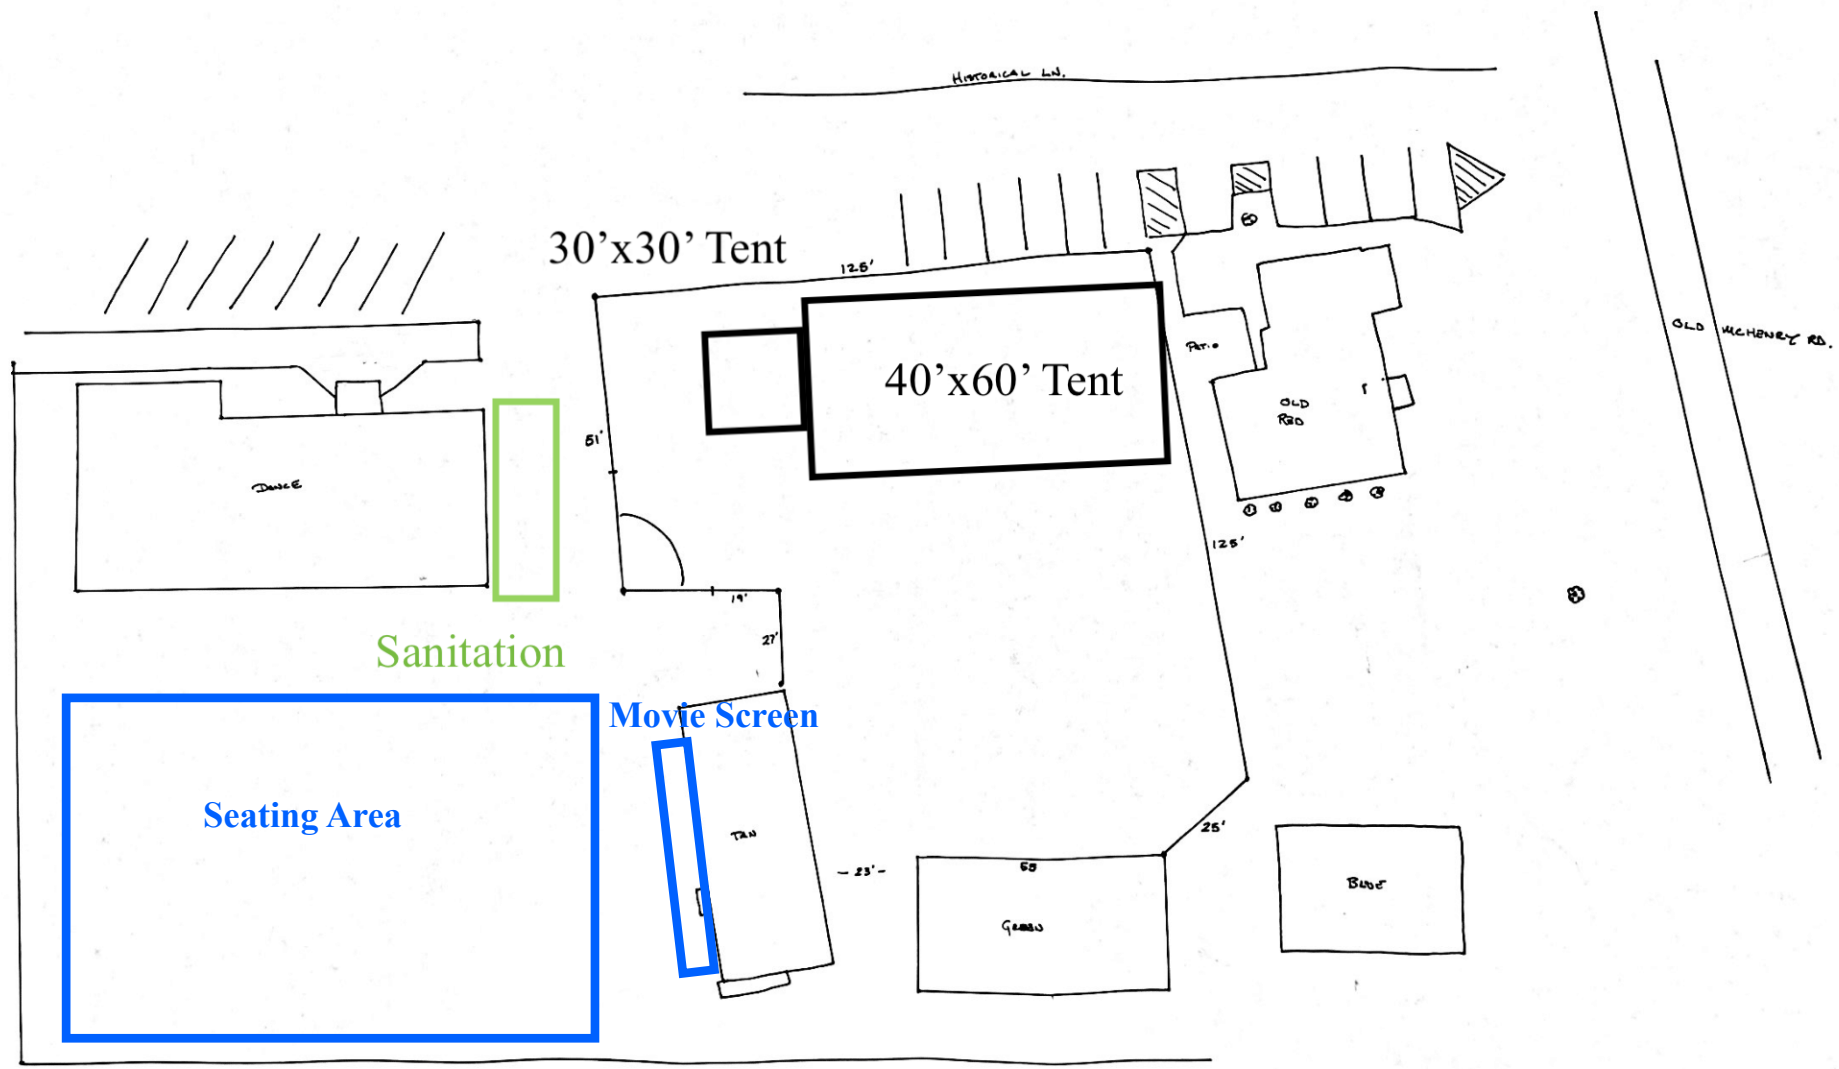 HISTORICAL LN.
30'x30' Tent
125'
OLD MCHENRY RD.
PATIO
40'x60' Tent
OLD
RED
51'
DANCE
125'
19'
27'
Sanitation
Movie Screen
Seating Area
TAN
25'
- 23' -
55
BLUE
GREEN